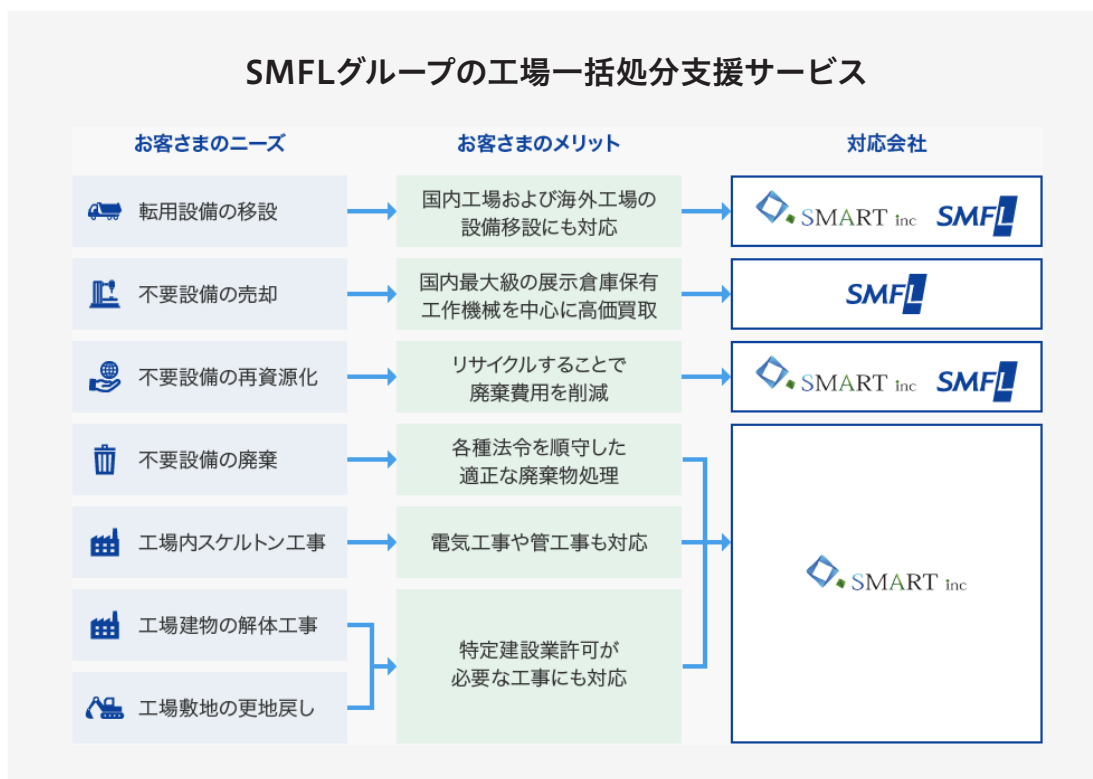 SMFLグループの工場一括処分支援サービス
お客さまのニーズ
お客さまのメリット
対応会社
転用設備の移設
国内工場および海外工場の
設備移設にも対応
SMART inc SMFL
不要設備の売却
国内最大級の展示倉庫保有
工作機械を中心に高価買取
SMFL
不要設備の再資源化
リサイクルすることで
廃棄費用を削減
SMART inc SMFL
不要設備の廃棄
各種法令を順守した
適正な廃棄物処理
工場内スケルトン工事
電気工事や管工事も対応
SMART inc
工場建物の解体工事
工場敷地の更地戻し
特定建設業許可が
必要な工事にも対応